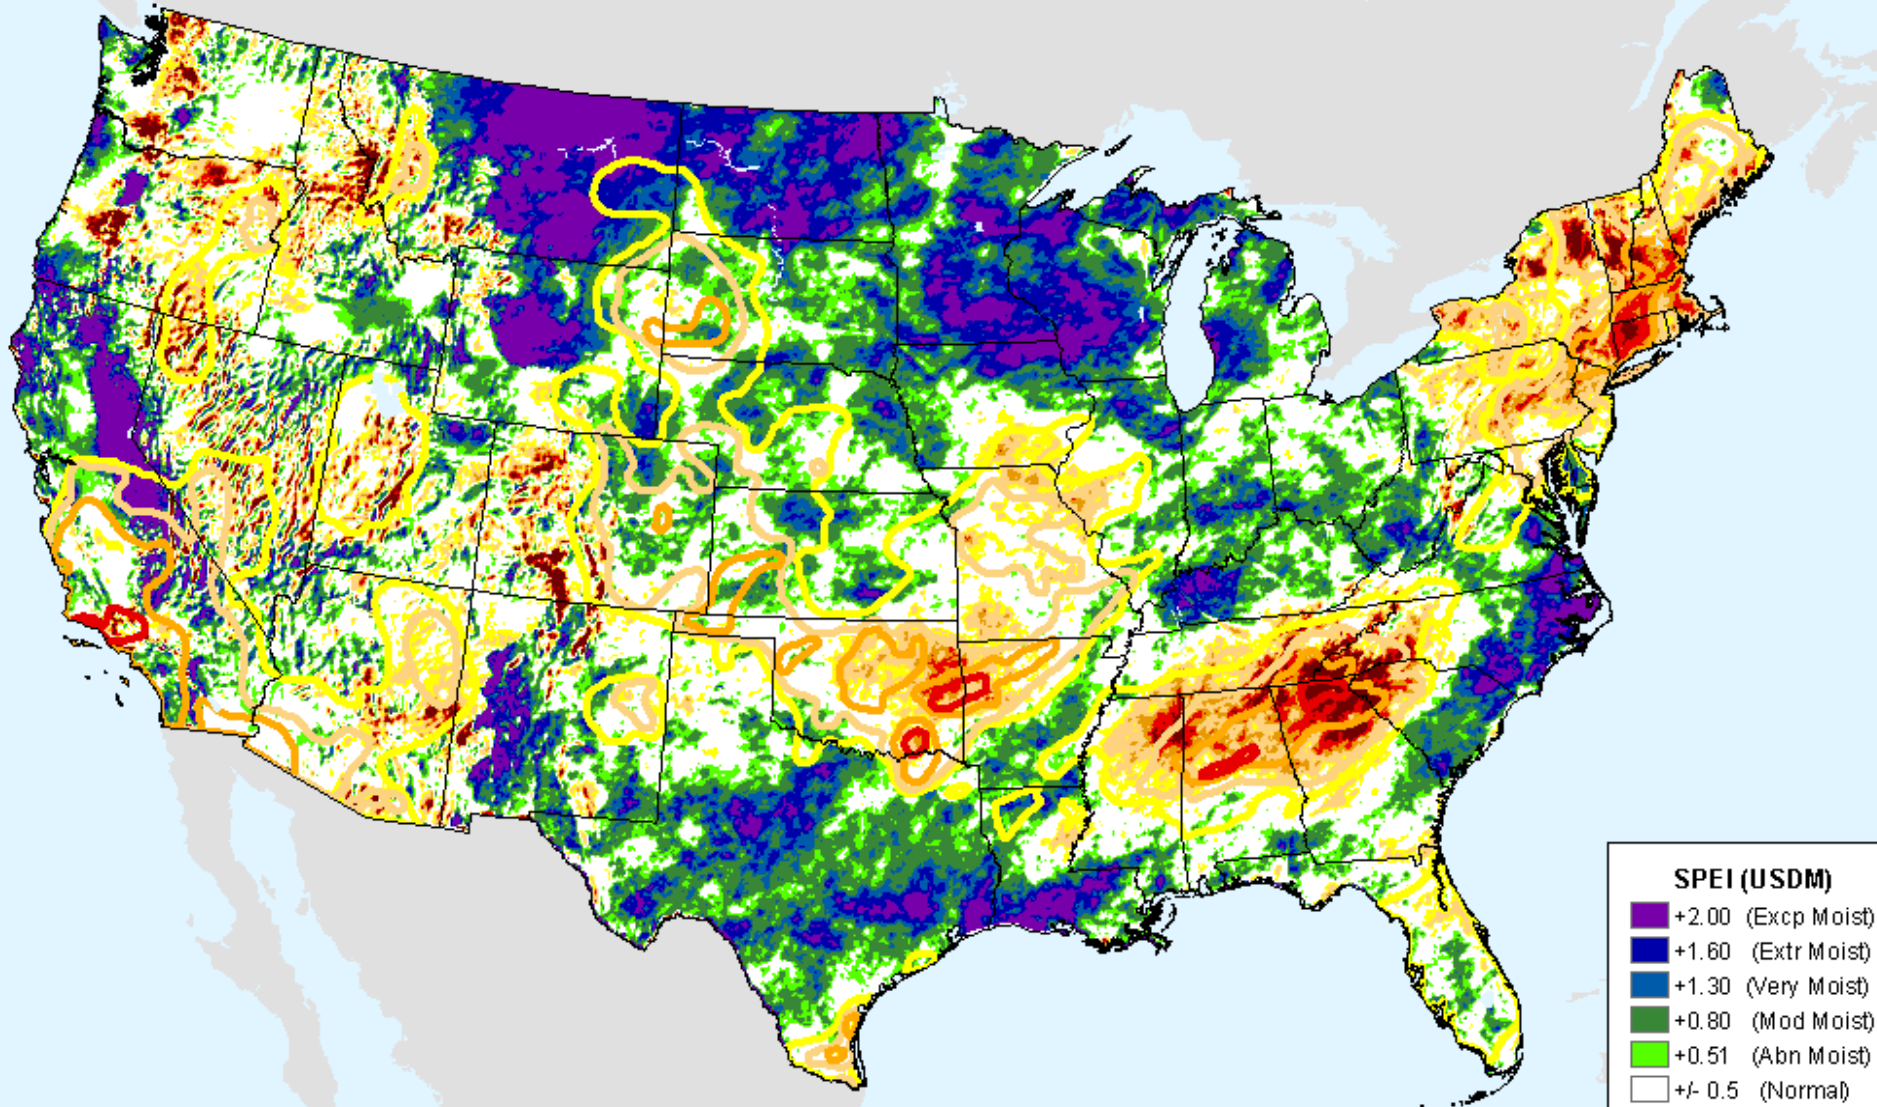 SPEI (USDM)
+2.00 (Excp Moist)
+1.60 (Extr Moist)
+1.30 (Very Moist)
+0.80 (Mod Moist)
+0.51 (Abn Moist)
+/- 0.5 (Normal)